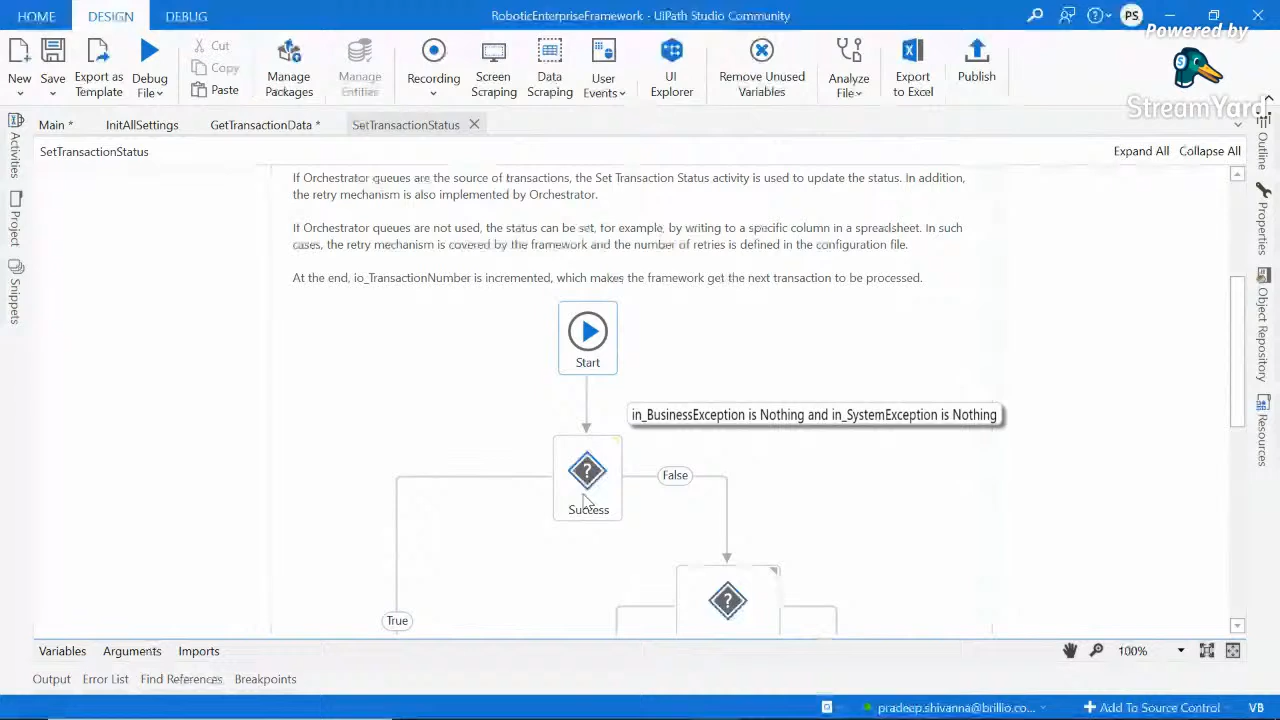 HOME
DESIGN
DEBUG
RoboticEnterpriseFramework - UiPath Studio Community
PS
Powered by
StreamYard
New
Save
Export as
Template
Debug
File
Cut
Copy
Paste
Manage
Packages
Manage
Entities
Recording
Screen
Scraping
Data
Scraping
User
Events
UI
Explorer
Remove Unused
Variables
Analyze
File
Export
to Excel
Publish
Main *
InitAllSettings
GetTransactionData *
SetTransactionStatus
SetTransactionStatus
Expand All
Collapse All
Activities
Project
Snippets
Outline
Properties
Object Repository
Resources
If Orchestrator queues are the source of transactions, the Set Transaction Status activity is used to update the status. In addition,
the retry mechanism is also implemented by Orchestrator.
If Orchestrator queues are not used, the status can be set, for example, by writing to a specific column in a spreadsheet. In such
cases, the retry mechanism is covered by the framework and the number of retries is defined in the configuration file.
At the end, io_TransactionNumber is incremented, which makes the framework get the next transaction to be processed.
Start
in_BusinessException is Nothing and in_SystemException is Nothing
False
Success
True
Variables
Arguments
Imports
100%
Output
Error List
Find References
Breakpoints
pradeep.shivanna@brillio.co...
Add To Source Control
VB